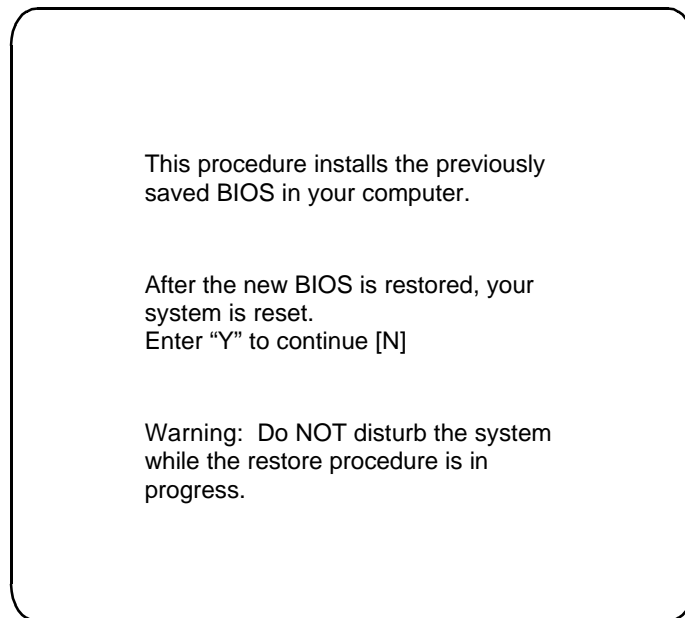 This procedure installs the previously
saved BIOS in your computer.
After the new BIOS is restored, your
system is reset.
Enter “Y” to continue [N]
Warning:  Do NOT disturb the system
while the restore procedure is in
progress.